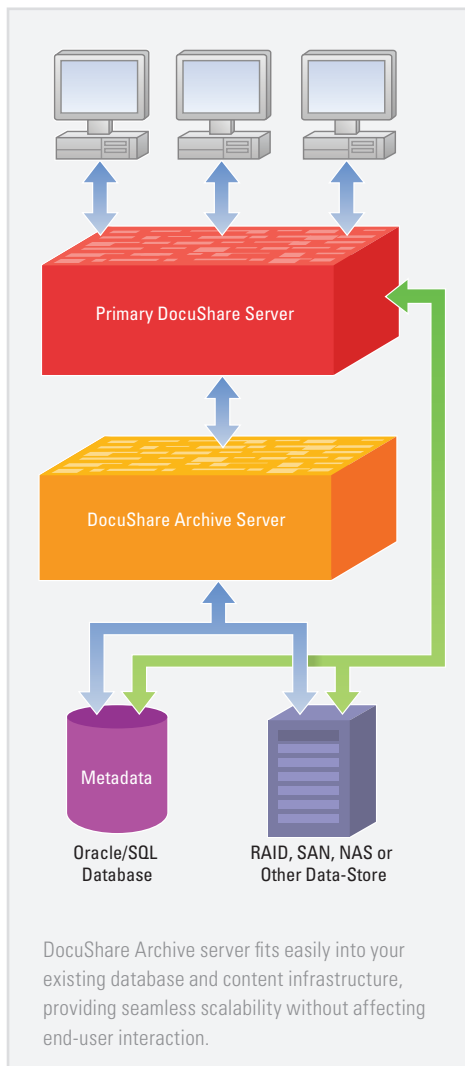 Primary DocuShare Server
DocuShare Archive Server
Metadata
Oracle/SQL
Database
RAID, SAN, NAS or
Other Data-Store
DocuShare Archive server fits easily into your
existing database and content infrastructure,
providing seamless scalability without affecting
end-user interaction.